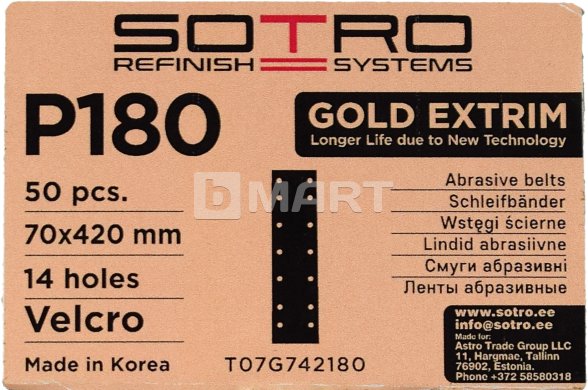 SOTRO
REFINISH SYSTEMS
P180
GOLD EXTRIM
Longer Life due to New Technology
50 pcs.
70x420 mm
14 holes
Velcro
Made in Korea
b MART
T07G742180
Abrasive belts
Schleifbänder
Wstęgi ścierne
Lindid abrasiivne
Смуги абразивні
Ленты абразивные
www.sotro.ee
info@sotro.ee
Made for:
Astro Trade Group LLC
11, Hargmae, Tallinn
76902, Estonia.
Phone +372 58580318